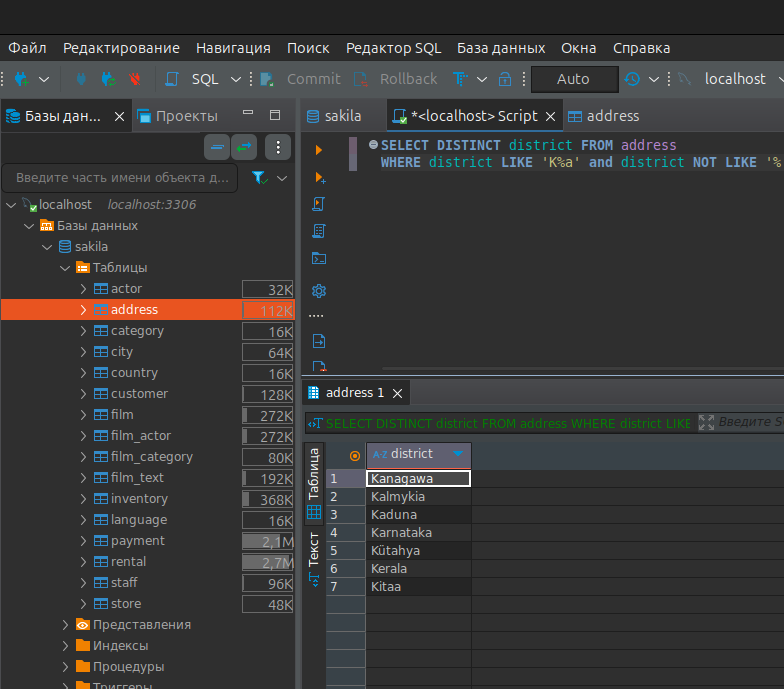 Файл Редактирование Навигация Поиск Редактор SQL База данных Окна Справка
SQL Commit Rollback Auto localhost
Базы дан... Проекты
Введите часть имени объекта д...
localhost localhost:3306
Базы данных
sakila
Таблицы
actor 32K
address 112K
category 16K
city 64K
country 16K
customer 128K
film 272K
film_actor 272K
film_category 80K
film_text 192K
inventory 368K
language 16K
payment 2,1M
rental 2,7M
staff 96K
store 48K
Представления
Индексы
Процедуры
Триггеры
sakila *<localhost> Script address
SELECT DISTINCT district FROM address
WHERE district LIKE 'K%a' and district NOT LIKE '%
address 1
SELECT DISTINCT district FROM address WHERE district LIKE Введите S
Таблица
Текст
A-Z district
1 Kanagawa
2 Kalmykia
3 Kaduna
4 Karnataka
5 Kütahya
6 Kerala
7 Kitaa